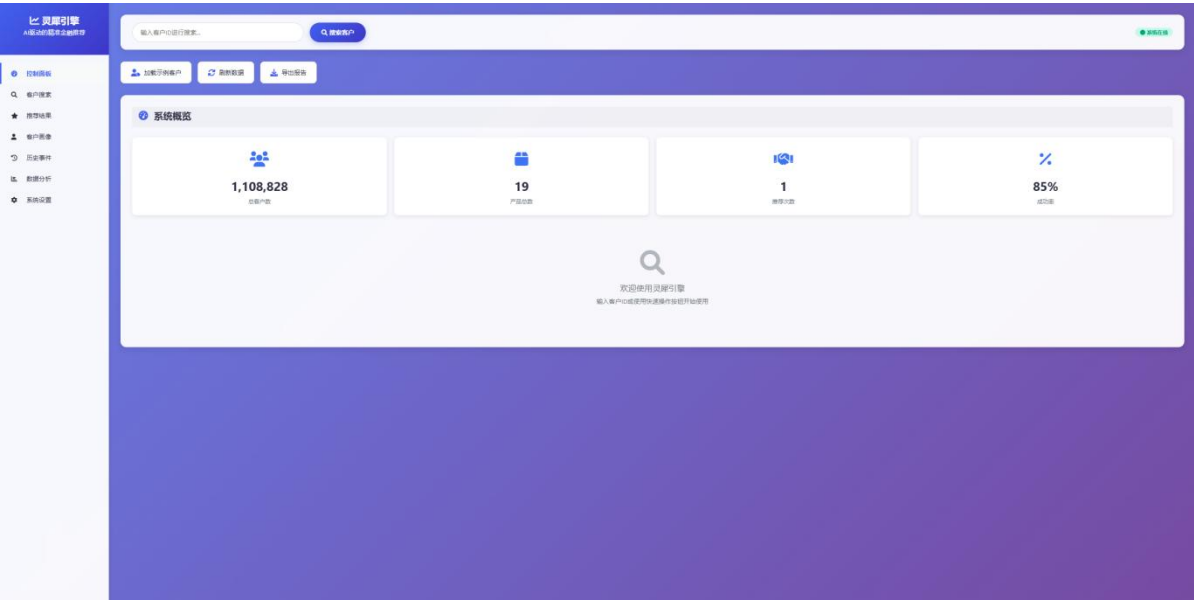 灵犀引擎
AI驱动的精准金融推荐
输入客户ID进行搜索...
搜索客户
系统在线
加载示例客户
刷新数据
导出报告
控制面板
客户搜索
推荐结果
客户画像
历史事件
数据分析
系统设置
系统概览
1,108,828
总客户数
19
产品总数
1
推荐次数
85%
成功率
欢迎使用灵犀引擎
输入客户ID或使用快速操作按钮开始使用